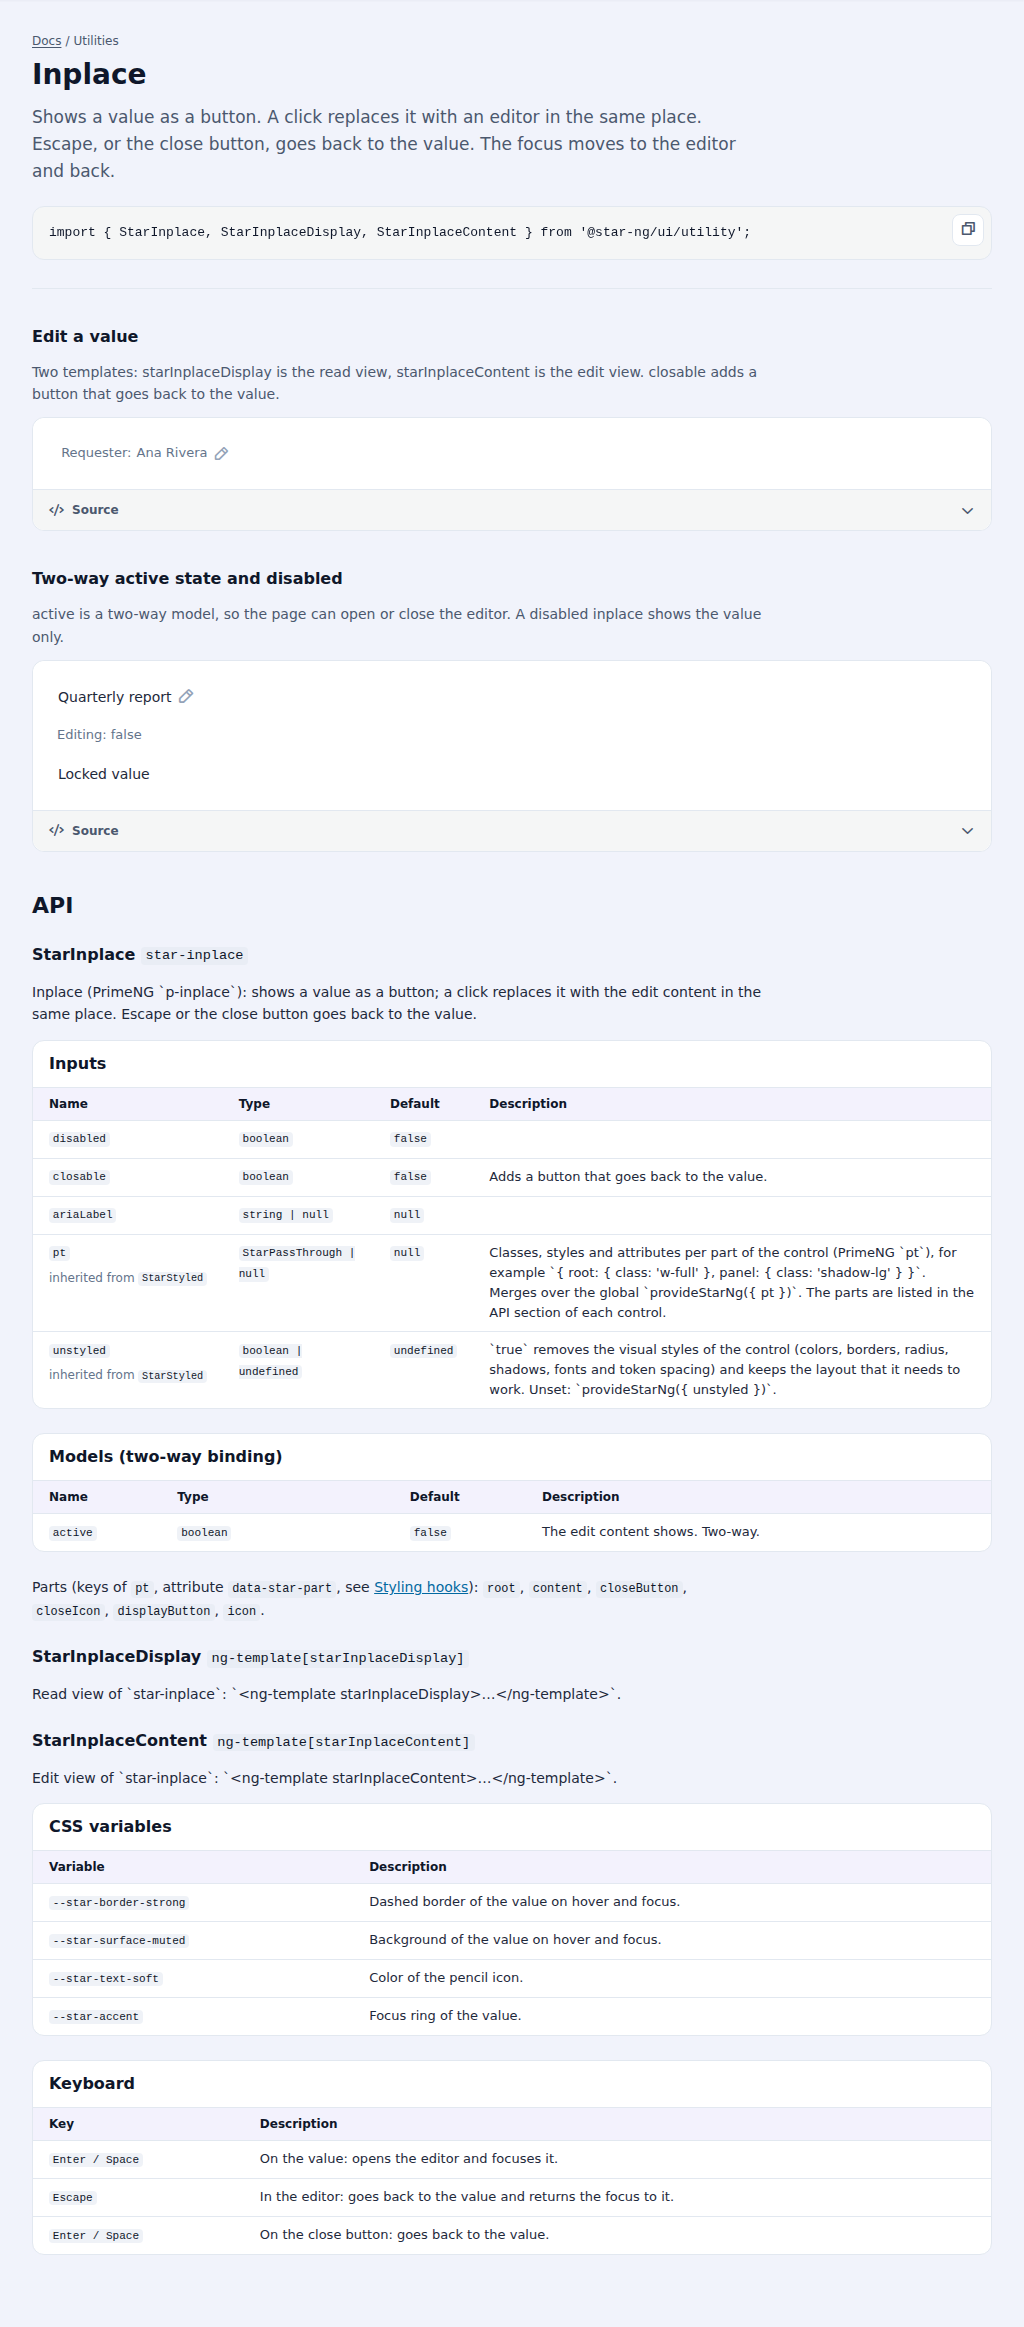 Docs / Utilities
Inplace
Shows a value as a button. A click replaces it with an editor in the same place.
Escape, or the close button, goes back to the value. The focus moves to the editor
and back.
import { StarInplace, StarInplaceDisplay, StarInplaceContent } from '@star-ng/ui/utility';
Edit a value
Two templates: starInplaceDisplay is the read view, starInplaceContent is the edit view. closable adds a
button that goes back to the value.
Requester: Ana Rivera
Source
Two-way active state and disabled
active is a two-way model, so the page can open or close the editor. A disabled inplace shows the value
only.
Quarterly report
Editing: false
Locked value
Source
API
StarInplace star-inplace
Inplace (PrimeNG `p-inplace`): shows a value as a button; a click replaces it with the edit content in the
same place. Escape or the close button goes back to the value.
Inputs
Name Type Default Description
disabled boolean false
closable boolean false Adds a button that goes back to the value.
ariaLabel string | null null
pt StarPassThrough | null Classes, styles and attributes per part of the control (PrimeNG `pt`), for
inherited from StarStyled null example `{ root: { class: 'w-full' }, panel: { class: 'shadow-lg' } }`.
Merges over the global `provideStarNg({ pt })`. The parts are listed in the
API section of each control.
unstyled boolean | undefined `true` removes the visual styles of the control (colors, borders, radius,
inherited from StarStyled undefined shadows, fonts and token spacing) and keeps the layout that it needs to
work. Unset: `provideStarNg({ unstyled })`.
Models (two-way binding)
Name Type Default Description
active boolean false The edit content shows. Two-way.
Parts (keys of pt, attribute data-star-part, see Styling hooks): root, content, closeButton,
closeIcon, displayButton, icon.
StarInplaceDisplay ng-template[starInplaceDisplay]
Read view of `star-inplace`: `<ng-template starInplaceDisplay>…</ng-template>`.
StarInplaceContent ng-template[starInplaceContent]
Edit view of `star-inplace`: `<ng-template starInplaceContent>…</ng-template>`.
CSS variables
Variable Description
--star-border-strong Dashed border of the value on hover and focus.
--star-surface-muted Background of the value on hover and focus.
--star-text-soft Color of the pencil icon.
--star-accent Focus ring of the value.
Keyboard
Key Description
Enter / Space On the value: opens the editor and focuses it.
Escape In the editor: goes back to the value and returns the focus to it.
Enter / Space On the close button: goes back to the value.